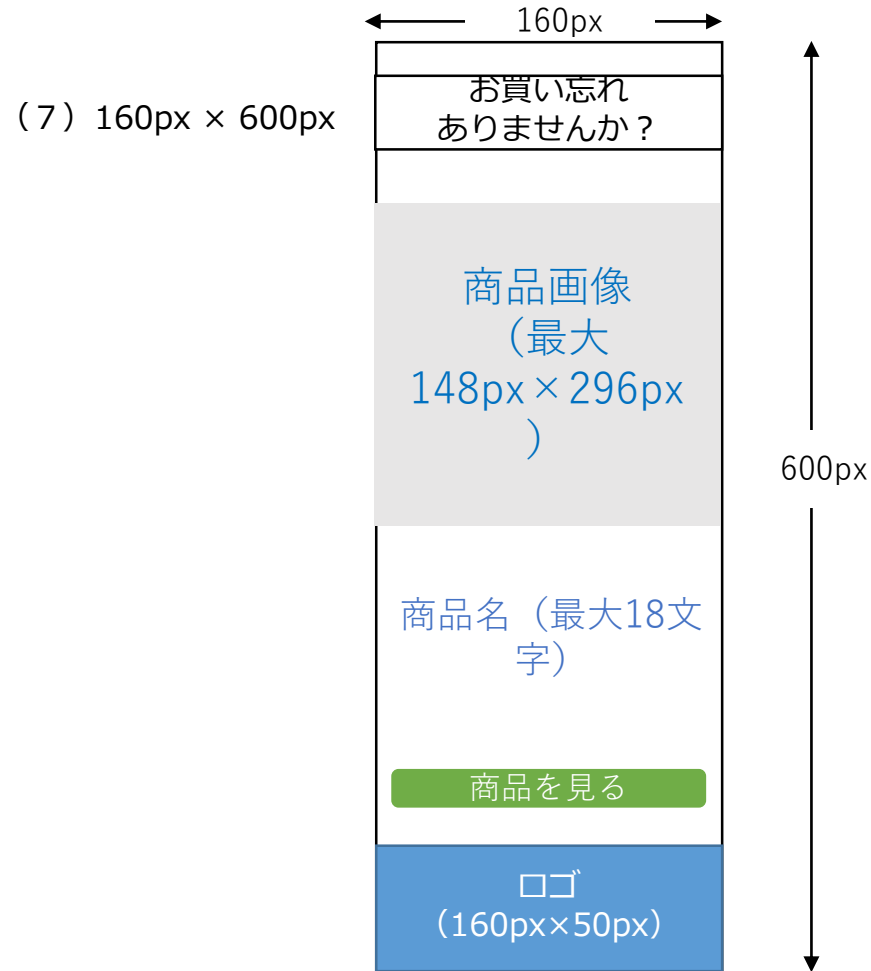 160px
（７）160px × 600px
お買い忘れ
ありませんか？
商品画像
（最大
148px×296px
）
600px
商品名（最大18文
字）
商品を見る
ロゴ
（160px×50px）